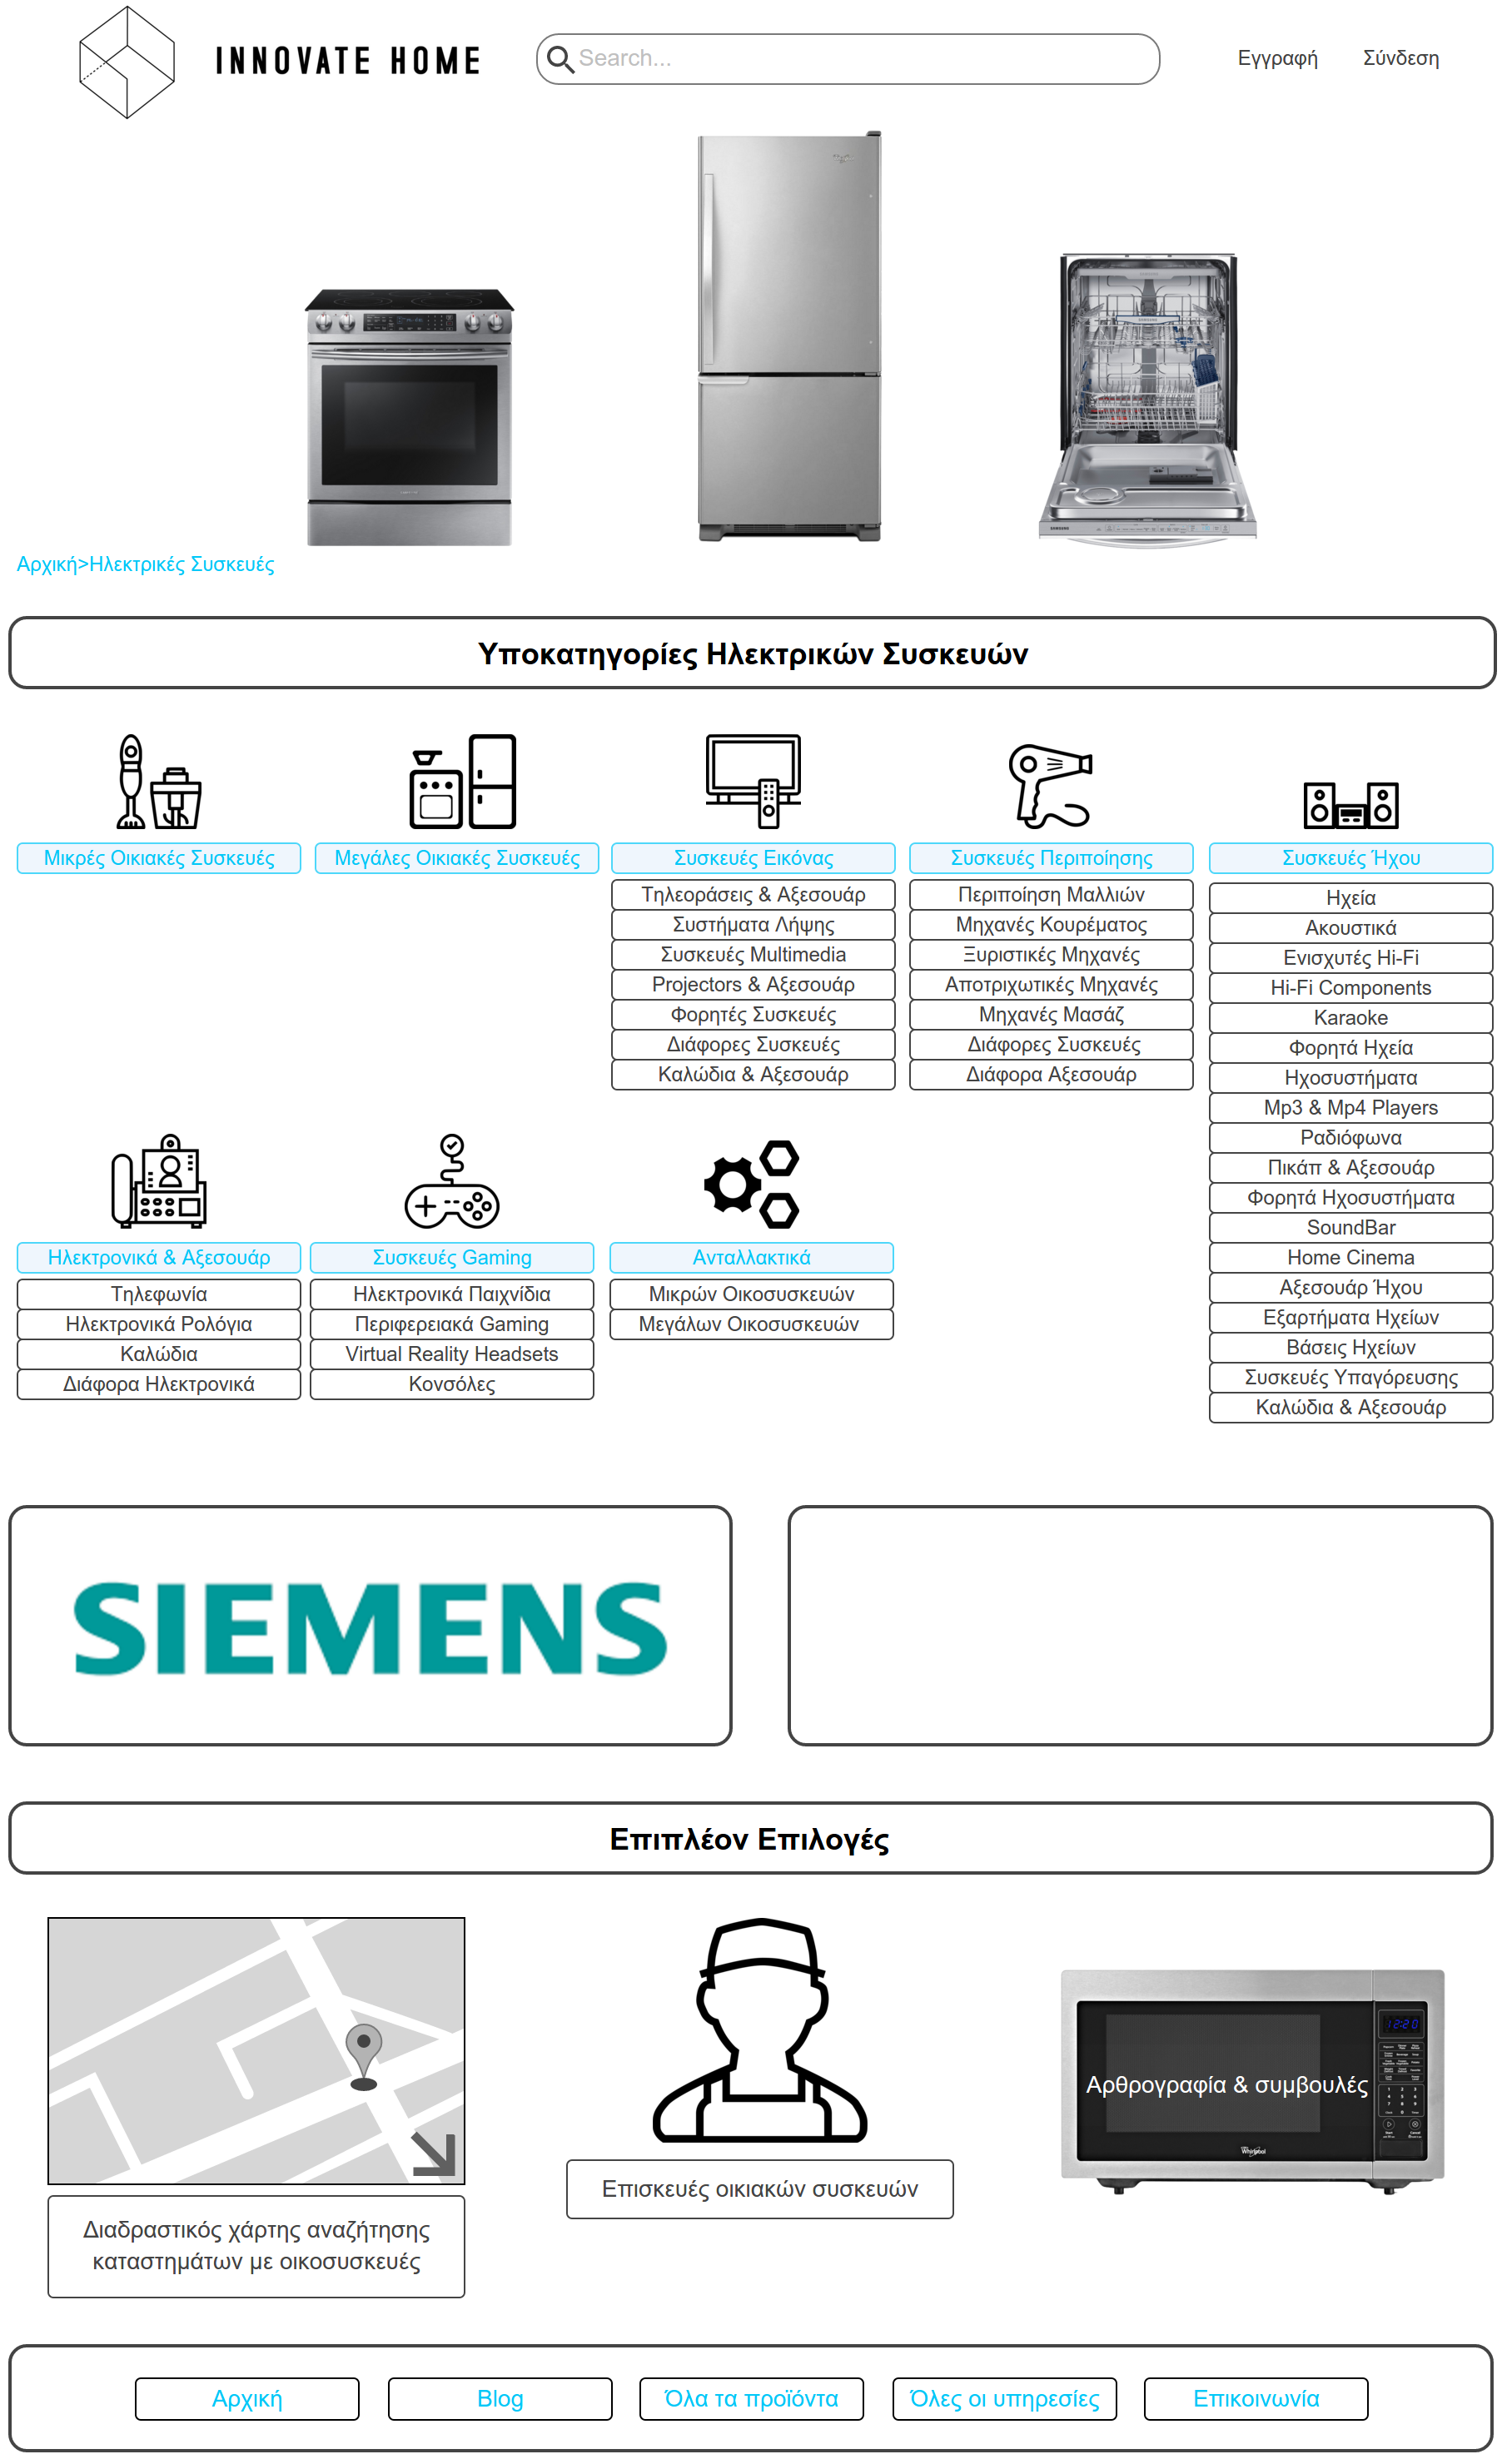 INNOVATE HOME
Search...
Εγγραφή
Σύνδεση
SAMSUNG
Αρχική>Ηλεκτρικές Συσκευές
Υποκατηγορίες Ηλεκτρικών Συσκευών
Μικρές Οικιακές Συσκευές
Μεγάλες Οικιακές Συσκευές
Συσκευές Εικόνας
Τηλεοράσεις & Αξεσουάρ
Συστήματα Λήψης
Συσκευές Multimedia
Projectors & Αξεσουάρ
Φορητές Συσκευές
Διάφορες Συσκευές
Καλώδια & Αξεσουάρ
Συσκευές Περιποίησης
Περιποίηση Μαλλιών
Μηχανές Κουρέματος
Ξυριστικές Μηχανές
Αποτριχωτικές Μηχανές
Μηχανές Μασάζ
Διάφορες Συσκευές
Διάφορα Αξεσουάρ
Συσκευές Ήχου
Ηχεία
Ακουστικά
Ενισχυτές Hi-Fi
Hi-Fi Components
Karaoke
Φορητά Ηχεία
Ηχοσυστήματα
Mp3 & Mp4 Players
Ραδιόφωνα
Πικάπ & Αξεσουάρ
Φορητά Ηχοσυστήματα
SoundBar
Home Cinema
Αξεσουάρ Ήχου
Εξαρτήματα Ηχείων
Βάσεις Ηχείων
Συσκευές Υπαγόρευσης
Καλώδια & Αξεσουάρ
Ηλεκτρονικά & Αξεσουάρ
Τηλεφωνία
Ηλεκτρονικά Ρολόγια
Καλώδια
Διάφορα Ηλεκτρονικά
Συσκευές Gaming
Ηλεκτρονικά Παιχνίδια
Περιφερειακά Gaming
Virtual Reality Headsets
Κονσόλες
Ανταλλακτικά
Μικρών Οικοσυσκευών
Μεγάλων Οικοσυσκευών
SIEMENS
Επιπλέον Επιλογές
Διαδραστικός χάρτης αναζήτησης
καταστημάτων με οικοσυσκευές
Επισκευές οικιακών συσκευών
12:20
Αρθρογραφία & συμβουλές
Whirlpool
Αρχική
Blog
Όλα τα προϊόντα
Όλες οι υπηρεσίες
Επικοινωνία